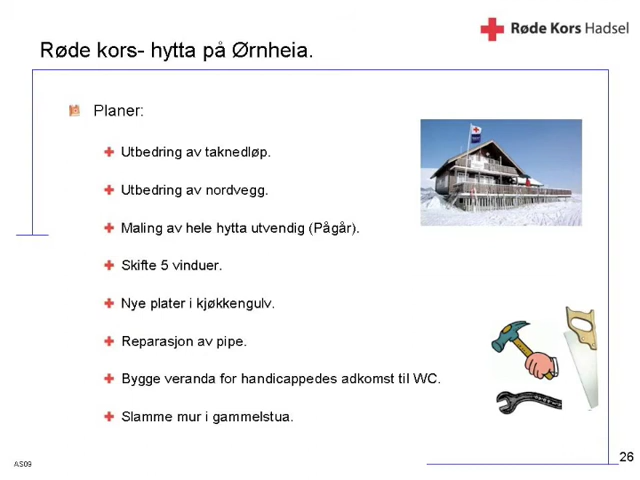 Røde Kors Hadsel
Røde kors- hytta på Ørnheia.
Planer:
Utbedring av taknedløp.
Utbedring av nordvegg.
Maling av hele hytta utvendig (Pågår).
Skifte 5 vinduer.
Nye plater i kjøkkengulv.
Reparasjon av pipe.
Bygge veranda for handicappedes adkomst til WC.
Slamme mur i gammelstua.
AS09
26